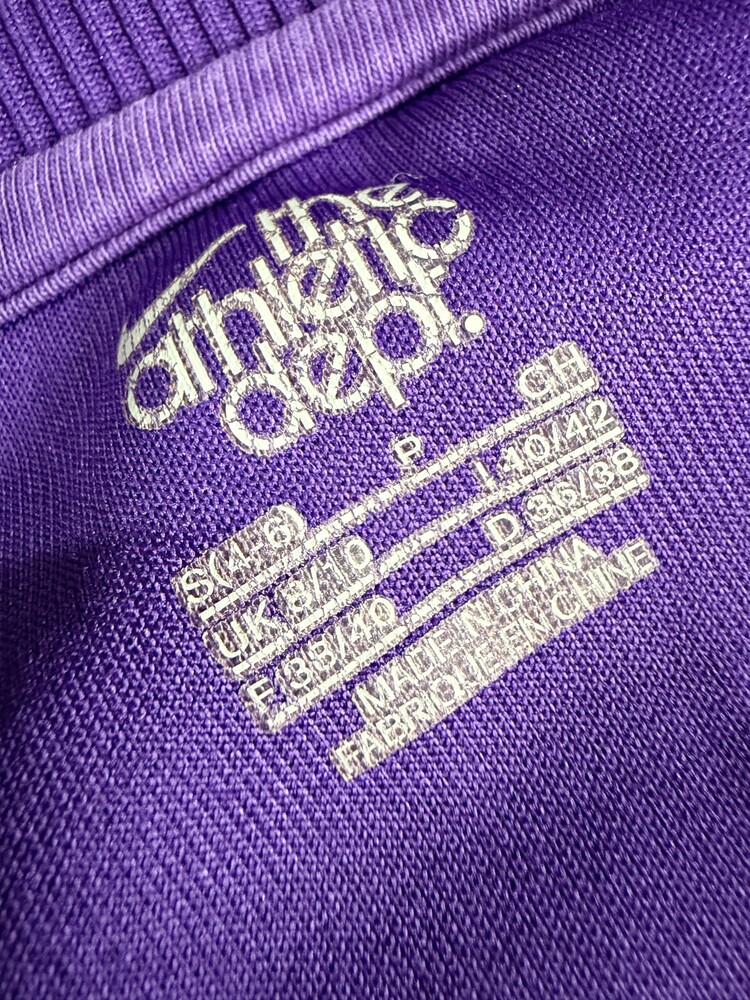 the
athletic
dept.
S(4-6) P CH
UK 8/10 I 40/42
F 38/40 D 36/38
MADE IN CHINA
FABRIQUE EN CHINE